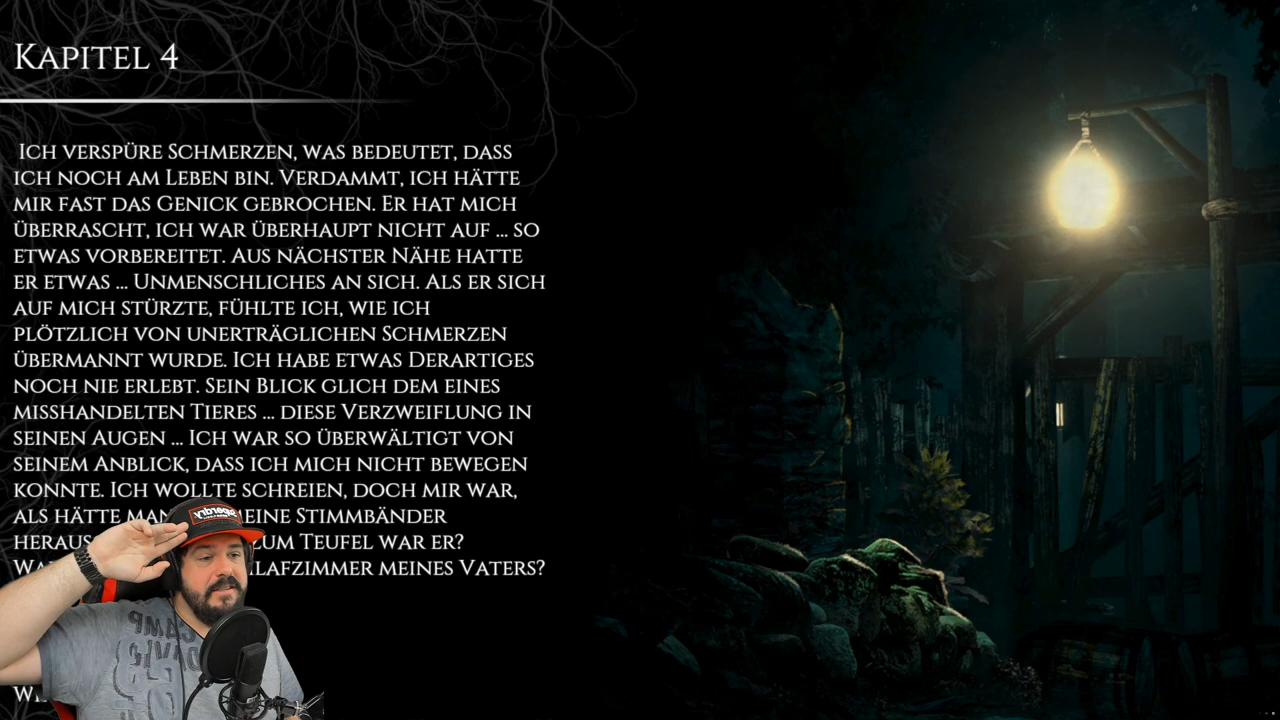 Kapitel 4
Ich verspüre Schmerzen, was bedeutet, dass
ich noch am Leben bin. Verdammt, ich hätte
mir fast das Genick gebrochen. Er hat mich
überrascht, ich war überhaupt nicht auf ... so
etwas vorbereitet. Aus nächster Nähe hatte
er etwas ... Unmenschliches an sich. Als er sich
auf mich stürzte, fühlte ich, wie ich
plötzlich von unerträglichen Schmerzen
übermannt wurde. Ich habe etwas Derartiges
noch nie erlebt. Sein Blick glich dem eines
misshandelten Tieres ... diese Verzweiflung in
seinen Augen ... Ich war so überwältigt von
seinem Anblick, dass ich mich nicht bewegen
konnte. Ich wollte schreien, doch mir war,
als hätte man meine Stimmbänder
zum Teufel war er?
meines Vaters?